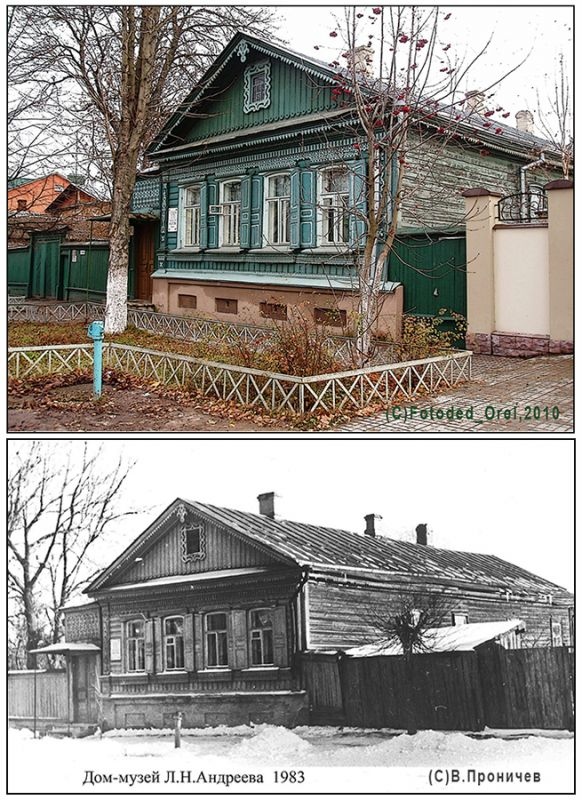 (C)Fotoded_Orel,2010
Дом-музей Л.Н.Андреева 1983
(С)В.Проничев